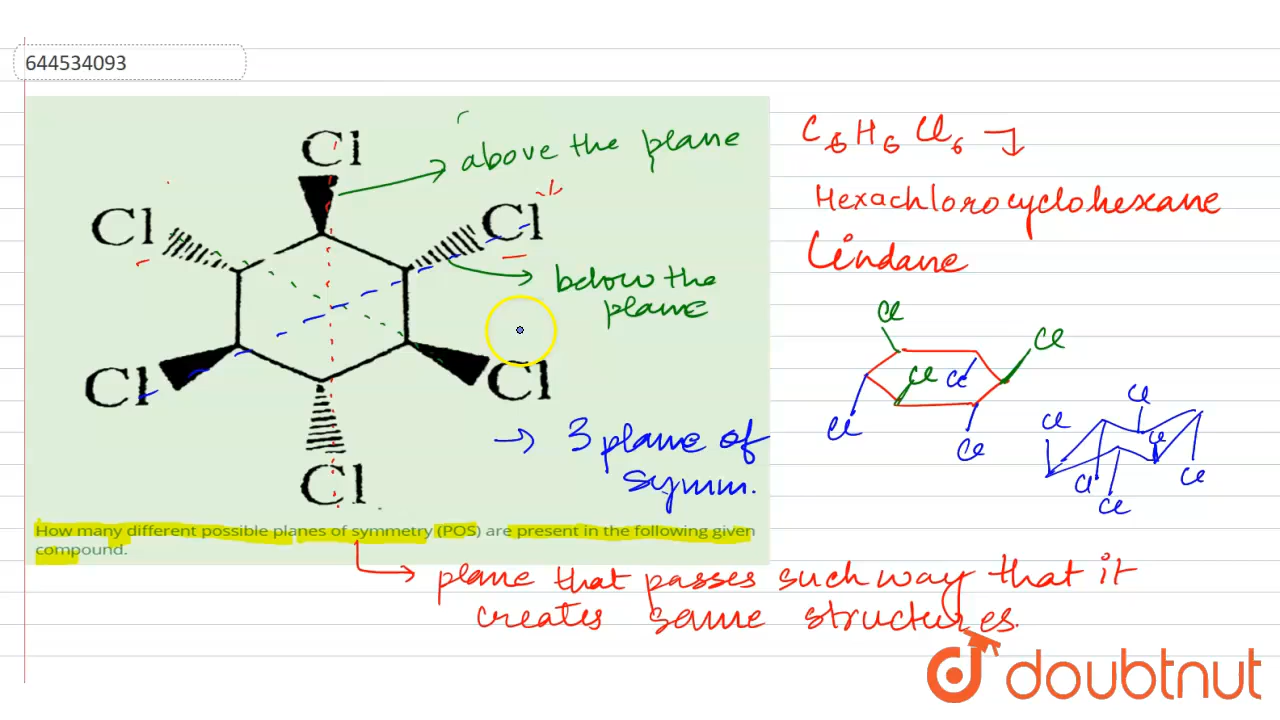 644534093
Cl
above the plane
Cl
Cl
below the
plane
Cl
Cl
Cl
→ 3 plane of
symm.
How many different possible planes of symmetry (POS) are present in the following given
compound.
plane that passes such way that it
creates same structures.
C6H6Cl6
Hexachlorocyclohexane
Lindane
Cl
Cl
Cl
Cl
Cl
Cl
Cl
Cl
Cl
Cl
Cl
Cl
doubtnut